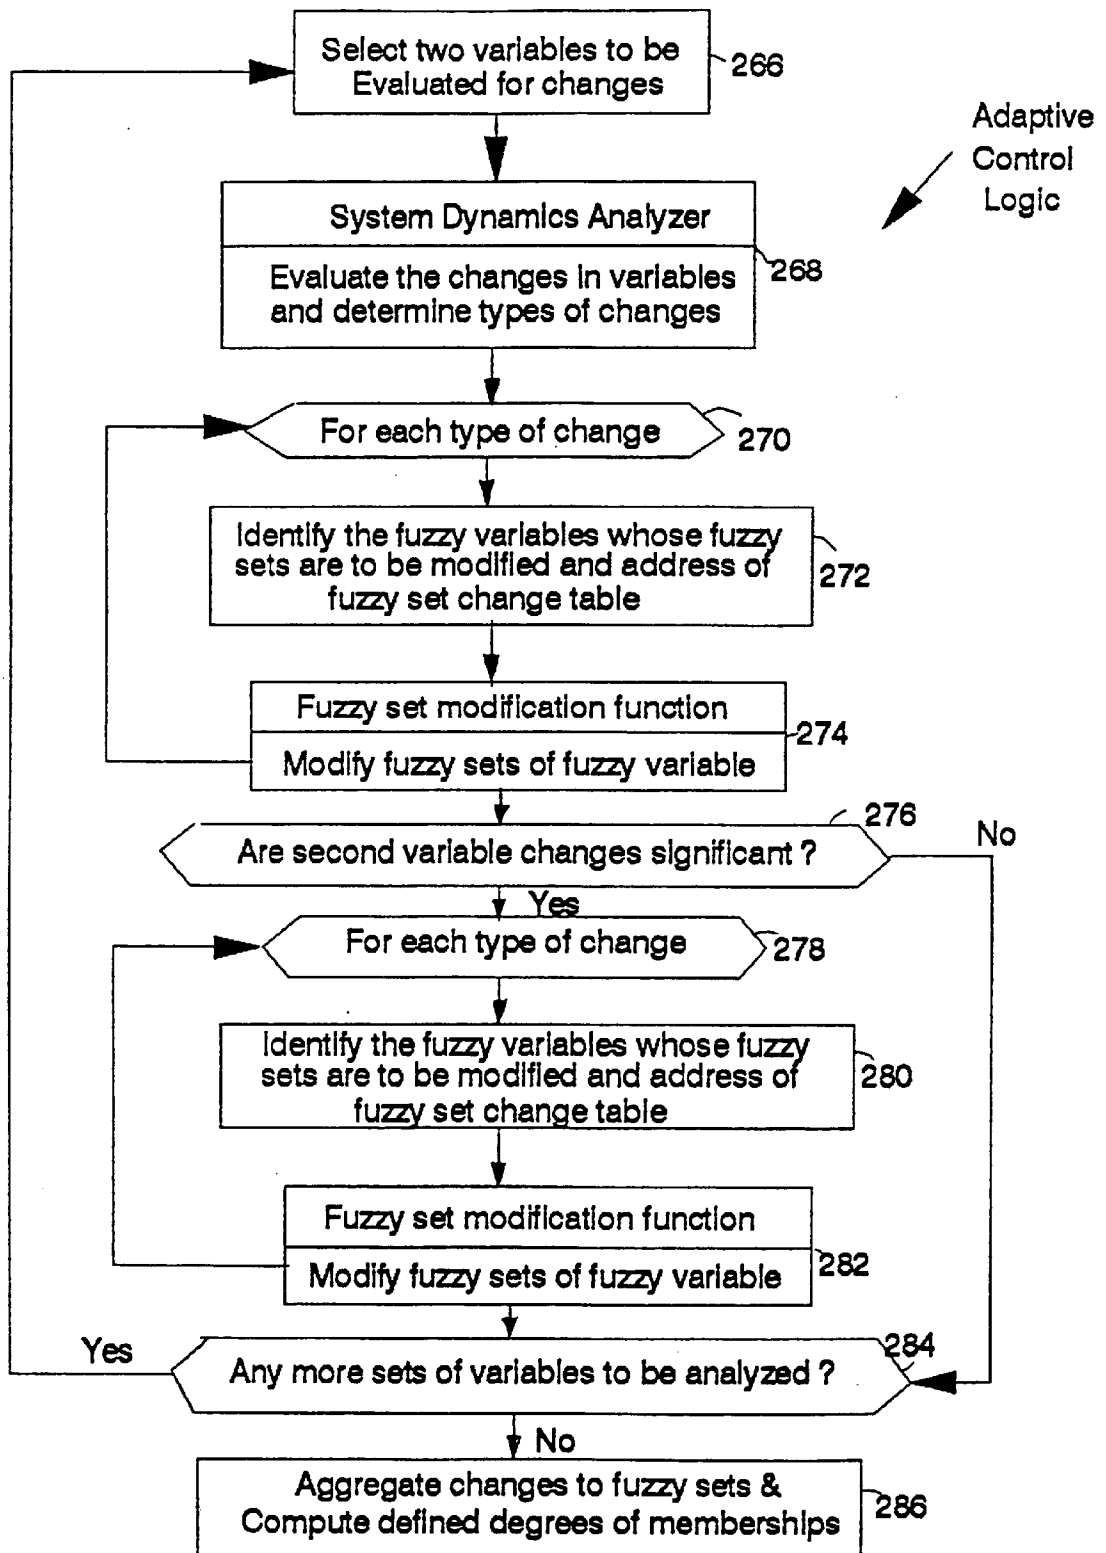 Select two variables to be
Evaluated for changes
266
Adaptive
Control
Logic
System Dynamics Analyzer
268
Evaluate the changes in variables
and determine types of changes
For each type of change
270
Identify the fuzzy variables whose fuzzy
sets are to be modified and address of
fuzzy set change table
272
Fuzzy set modification function
274
Modify fuzzy sets of fuzzy variable
276
Are second variable changes significant ?
No
Yes
For each type of change
278
Identify the fuzzy variables whose fuzzy
sets are to be modified and address of
fuzzy set change table
280
Fuzzy set modification function
282
Modify fuzzy sets of fuzzy variable
Yes
284
Any more sets of variables to be analyzed ?
No
Aggregate changes to fuzzy sets &
Compute defined degrees of memberships
286